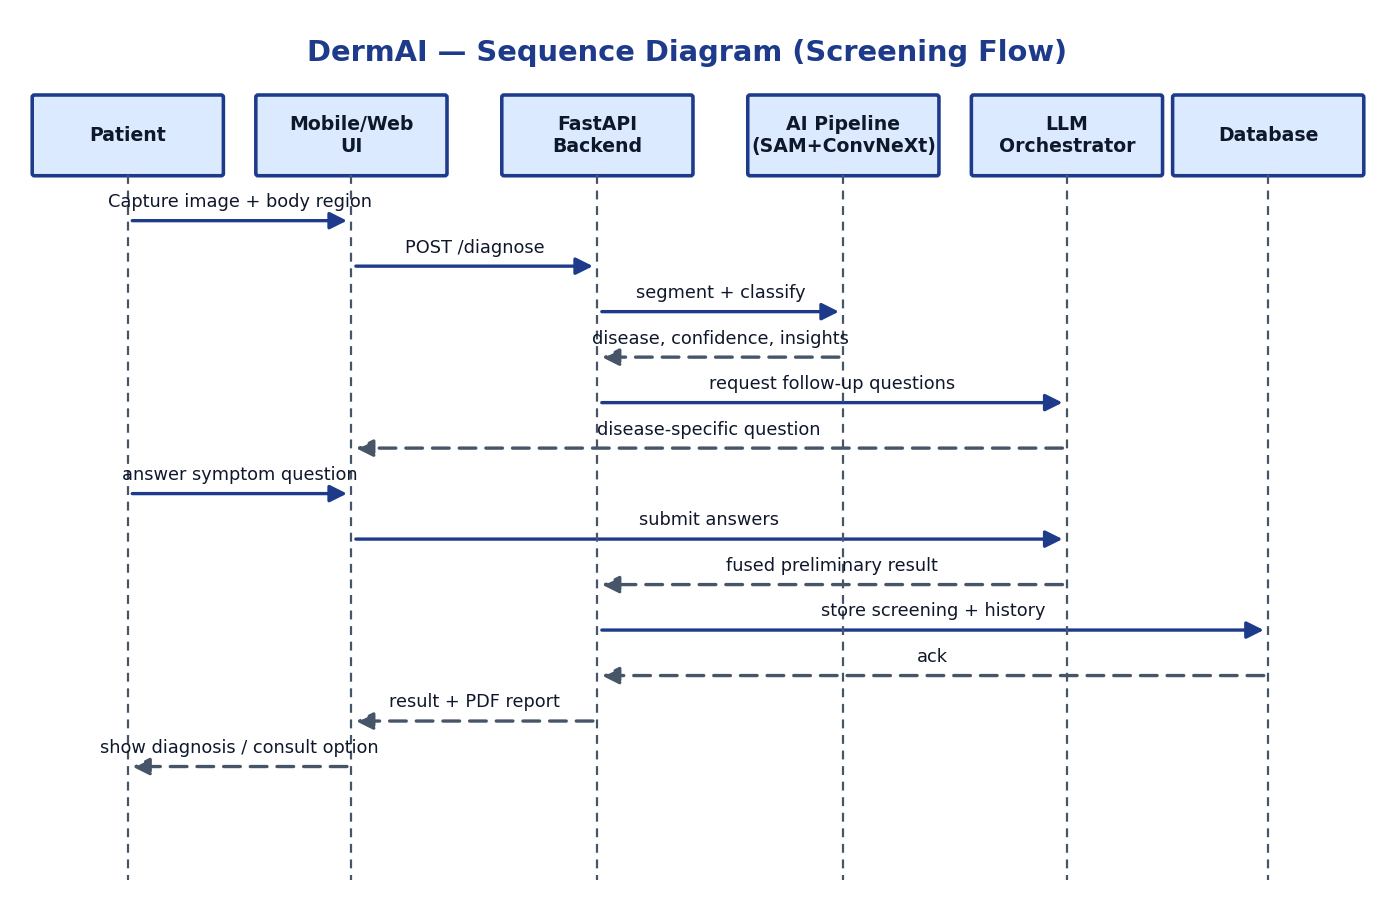 DermAI — Sequence Diagram (Screening Flow)
Patient
Mobile/Web
UI
FastAPI
Backend
AI Pipeline
(SAM+ConvNeXt)
LLM
Orchestrator
Database
Capture image + body region
POST /diagnose
segment + classify
disease, confidence, insights
request follow-up questions
disease-specific question
answer symptom question
submit answers
fused preliminary result
store screening + history
ack
result + PDF report
show diagnosis / consult option